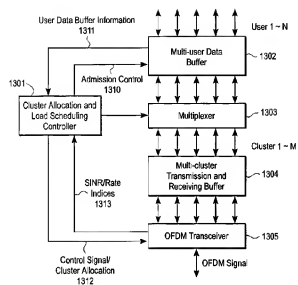 User Data Buffer Information
1311
User 1 ~ N
Multi-user Data
Buffer
1302
Admission Control
1310
1301
Cluster Allocation and
Load Scheduling
Controller
Multiplexer
1303
Cluster 1 ~ M
Multi-cluster
Transmission and
Receiving Buffer
1304
SINR/Rate
Indices
1313
OFDM Transceiver
1305
Control Signal/
Cluster Allocation
1312
OFDM Signal